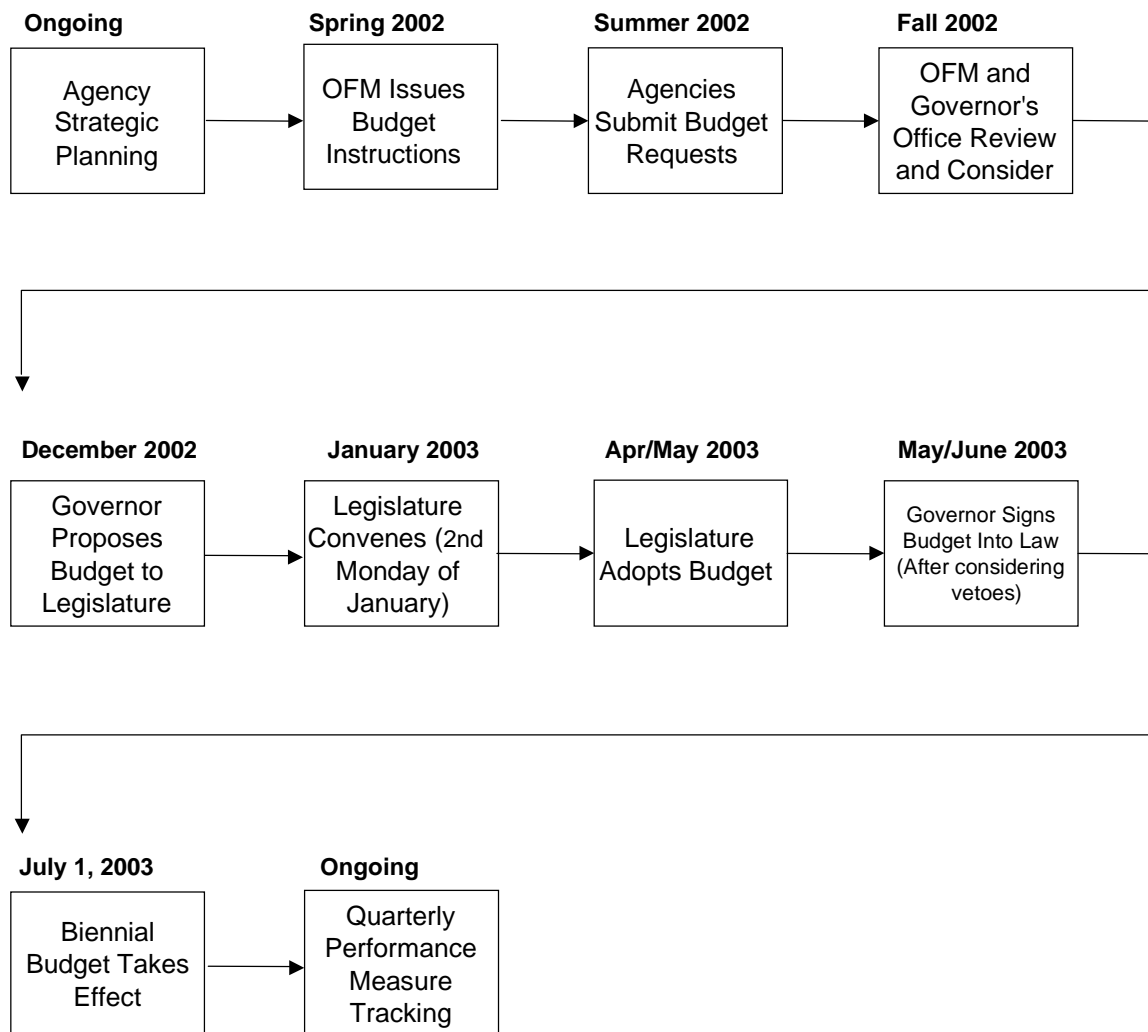 Ongoing
Agency
Strategic
Planning
Spring 2002
OFM Issues
Budget
Instructions
Summer 2002
Agencies
Submit Budget
Requests
Fall 2002
OFM and
Governor's
Office Review
and Consider
December 2002
Governor
Proposes
Budget to
Legislature
January 2003
Legislature
Convenes (2nd
Monday of
January)
Apr/May 2003
Legislature
Adopts Budget
May/June 2003
Governor Signs
Budget Into Law
(After considering
vetoes)
July 1, 2003
Biennial
Budget Takes
Effect
Ongoing
Quarterly
Performance
Measure
Tracking